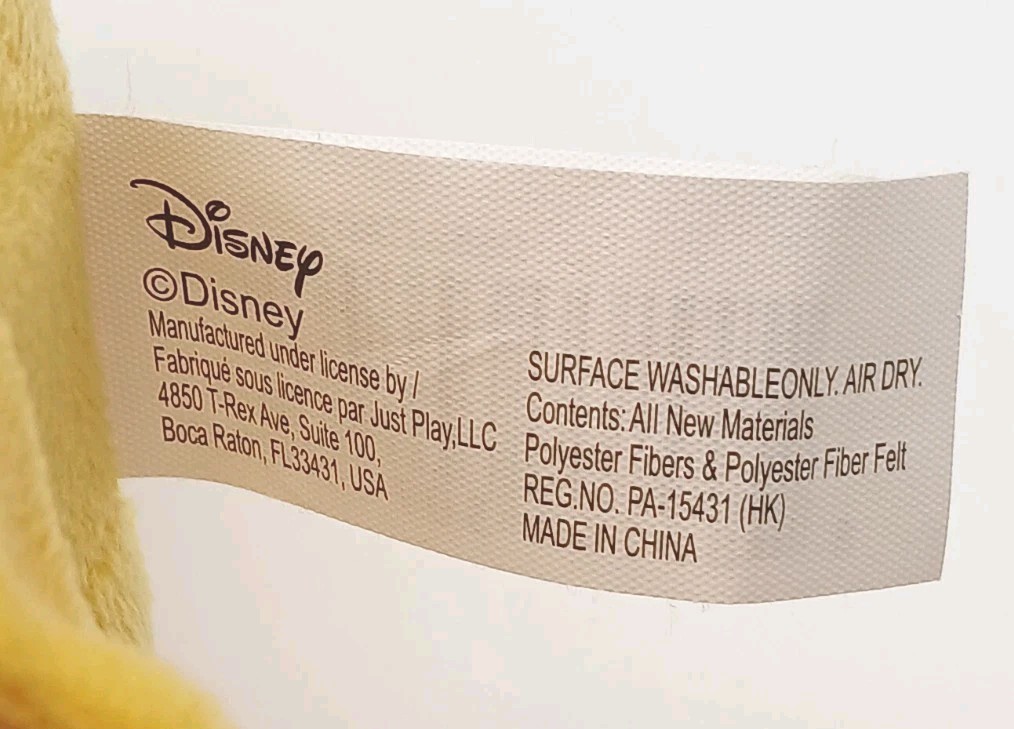 Disney
©Disney
Manufactured under license by /
Fabriqué sous licence par Just Play,LLC
4850 T-Rex Ave, Suite 100,
Boca Raton, FL33431, USA
SURFACE WASHABLEONLY. AIR DRY.
Contents: All New Materials
Polyester Fibers & Polyester Fiber Felt
REG.NO. PA-15431 (HK)
MADE IN CHINA